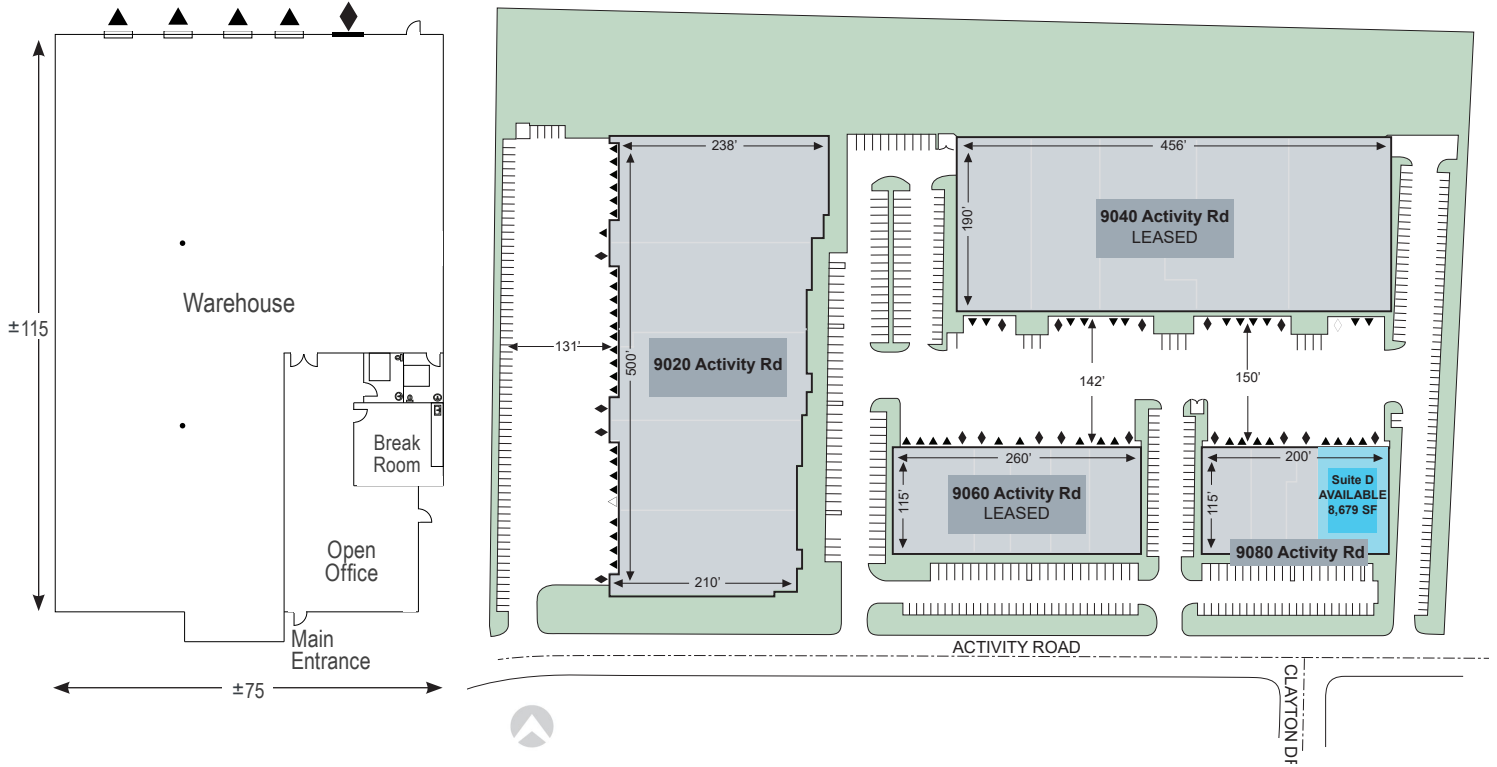 ±115
Warehouse
Break
Room
Open
Office
Main
Entrance
±75
238'
500'
131'
9020 Activity Rd
210'
456'
190'
9040 Activity Rd
LEASED
142'
150'
260'
115'
9060 Activity Rd
LEASED
200'
115'
Suite D
AVAILABLE
8,679 SF
9080 Activity Rd
ACTIVITY ROAD
CLAYTON DR